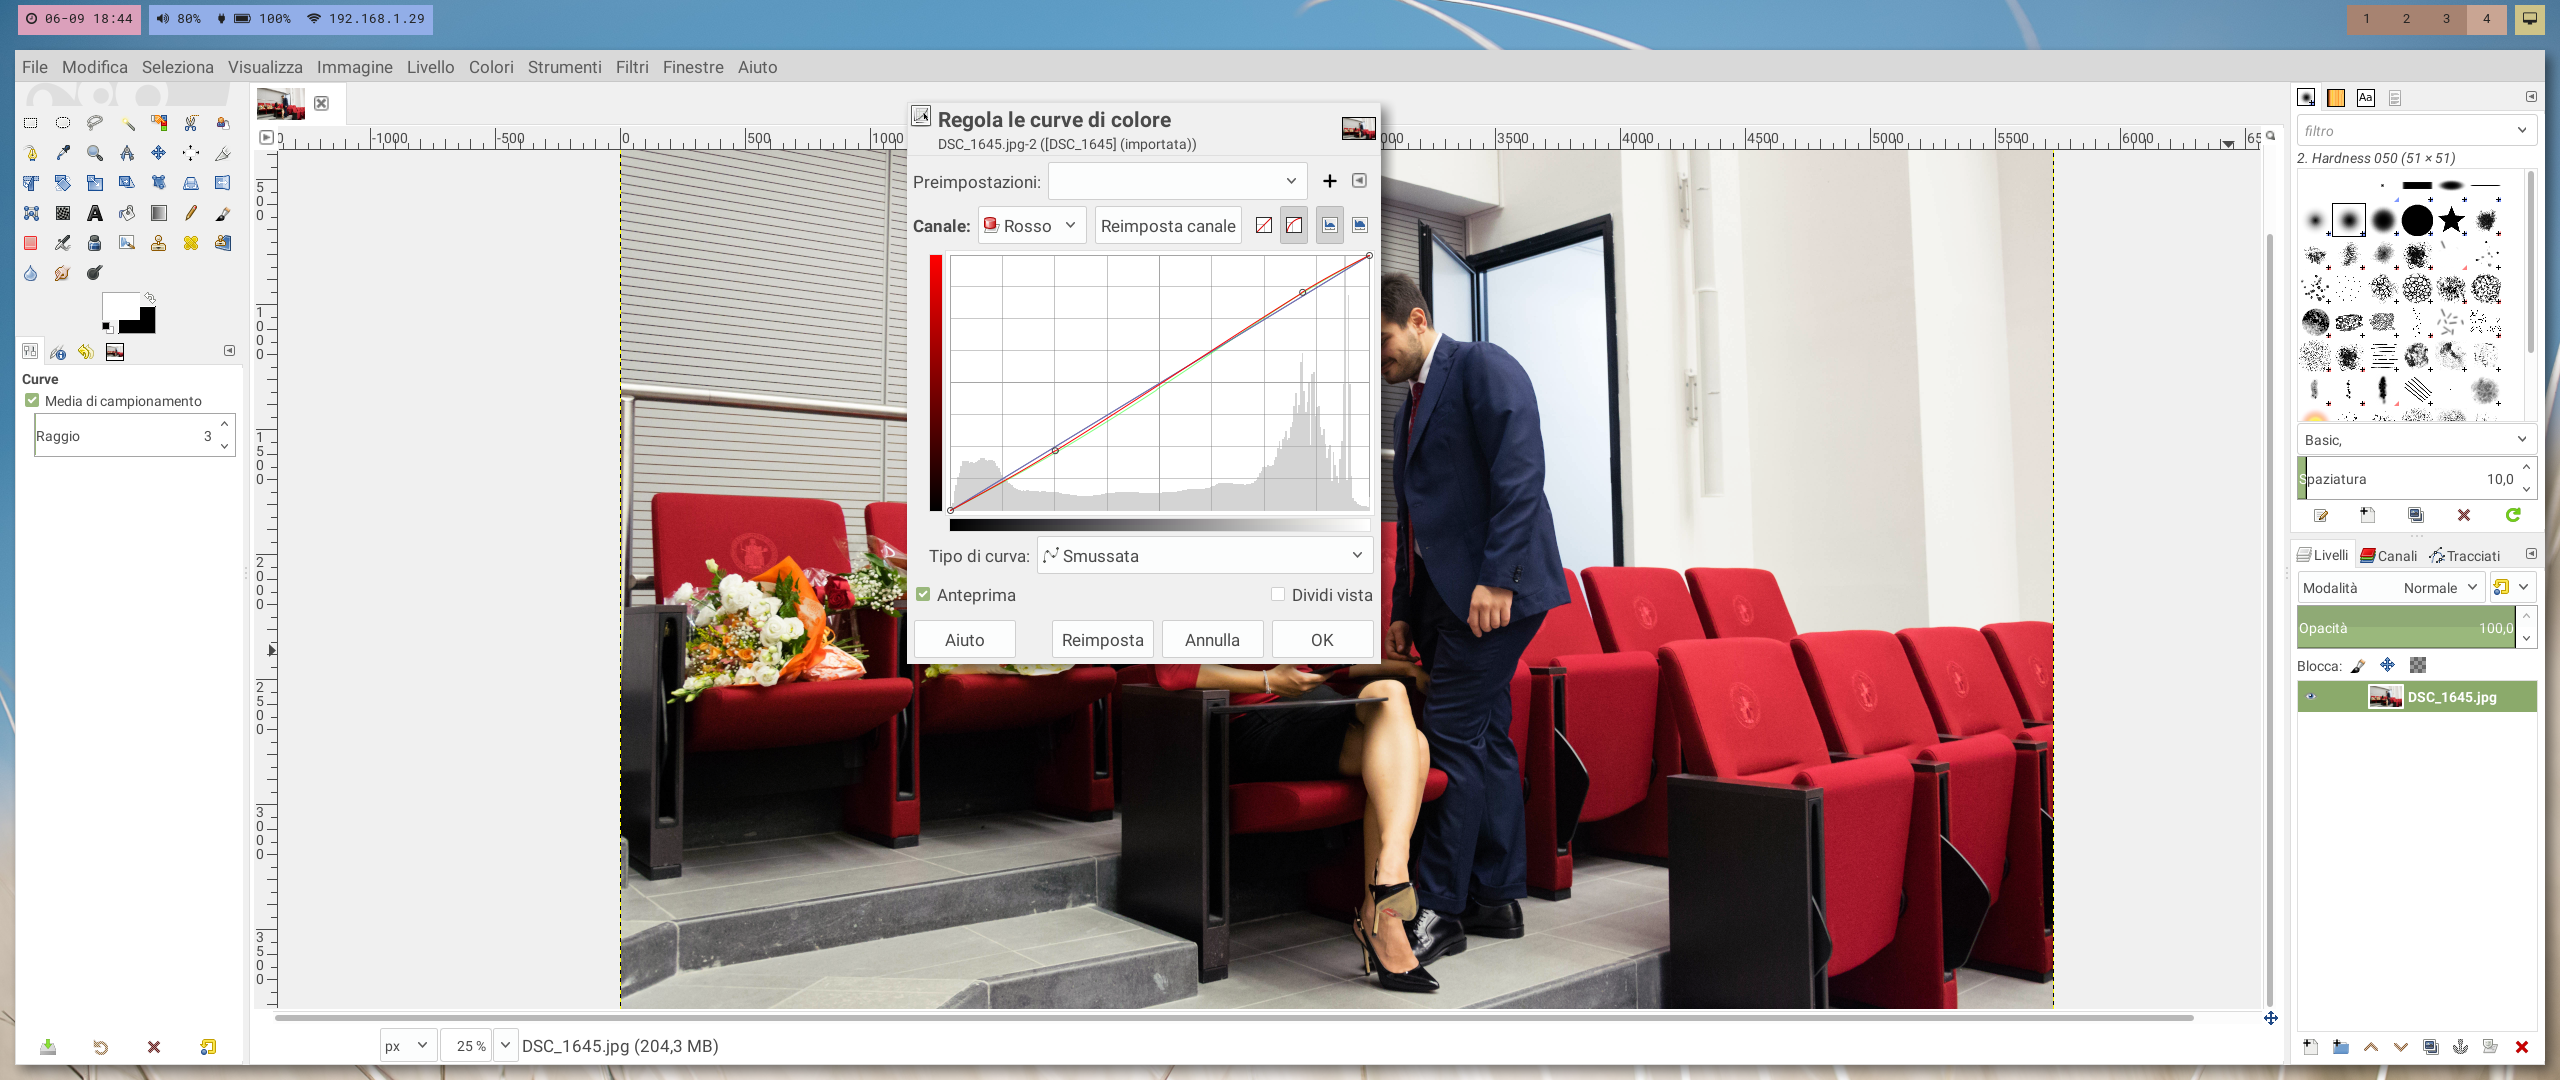 06-09 18:44 80% 100% 192.168.1.29 1 2 3 4
File Modifica Seleziona Visualizza Immagine Livello Colori Strumenti Filtri Finestre Aiuto
-1000 -500 0 500 1000 3500 4000 4500 5000 5500 6000
500
1000
1500
2000
2500
3000
3500
Curve
Media di campionamento
Raggio 3
Regola le curve di colore
DSC_1645.jpg-2 ([DSC_1645] (importata))
Preimpostazioni:
Canale: Rosso Reimposta canale
Tipo di curva: Smussata
Anteprima Dividi vista
Aiuto Reimposta Annulla OK
px 25 % DSC_1645.jpg (204,3 MB)
Aa
filtro
2. Hardness 050 (51 × 51)
Basic,
Spaziatura 10,0
Livelli Canali Tracciati
Modalità Normale
Opacità 100,0
Blocca:
DSC_1645.jpg